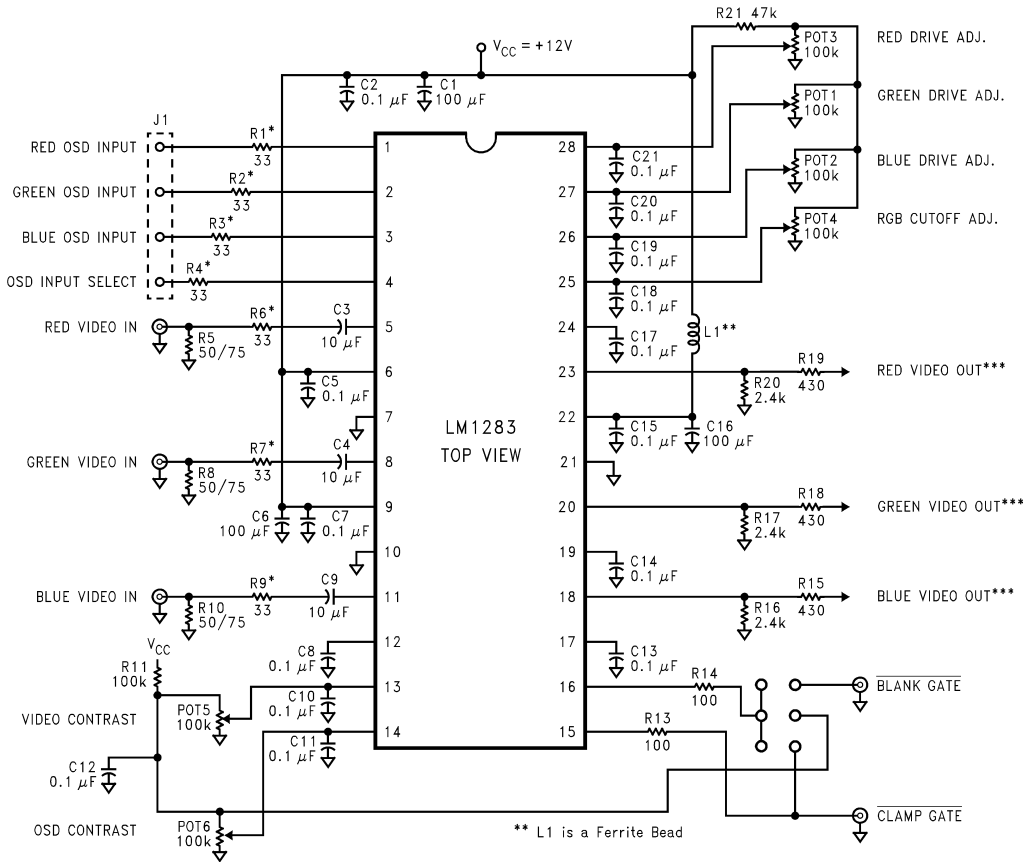 R21 47k
POT3
100k
RED DRIVE ADJ.
VCC = +12V
C2
0.1 µF
C1
100 µF
POT1
100k
GREEN DRIVE ADJ.
J1
RED OSD INPUT
R1*
33
1
28
C21
0.1 µF
POT2
100k
BLUE DRIVE ADJ.
GREEN OSD INPUT
R2*
33
2
27
C20
0.1 µF
POT4
100k
RGB CUTOFF ADJ.
BLUE OSD INPUT
R3*
33
3
26
C19
0.1 µF
OSD INPUT SELECT
R4*
33
4
25
C18
0.1 µF
RED VIDEO IN
R5
50/75
R6*
33
C3
10 µF
5
24
C17
0.1 µF
L1**
C5
0.1 µF
6
23
R20
2.4k
R19
430
RED VIDEO OUT***
7
LM1283
TOP VIEW
22
C15
0.1 µF
C16
100 µF
GREEN VIDEO IN
R8
50/75
R7*
33
C4
10 µF
8
21
C6
100 µF
C7
0.1 µF
9
20
R17
2.4k
R18
430
GREEN VIDEO OUT***
10
19
C14
0.1 µF
BLUE VIDEO IN
R10
50/75
R9*
33
C9
10 µF
11
18
R16
2.4k
R15
430
BLUE VIDEO OUT***
VCC
R11
100k
C8
0.1 µF
12
17
C13
0.1 µF
VIDEO CONTRAST
POT5
100k
C10
0.1 µF
13
16
R14
100
BLANK GATE
C11
0.1 µF
14
15
R13
100
C12
0.1 µF
OSD CONTRAST
POT6
100k
** L1 is a Ferrite Bead
CLAMP GATE